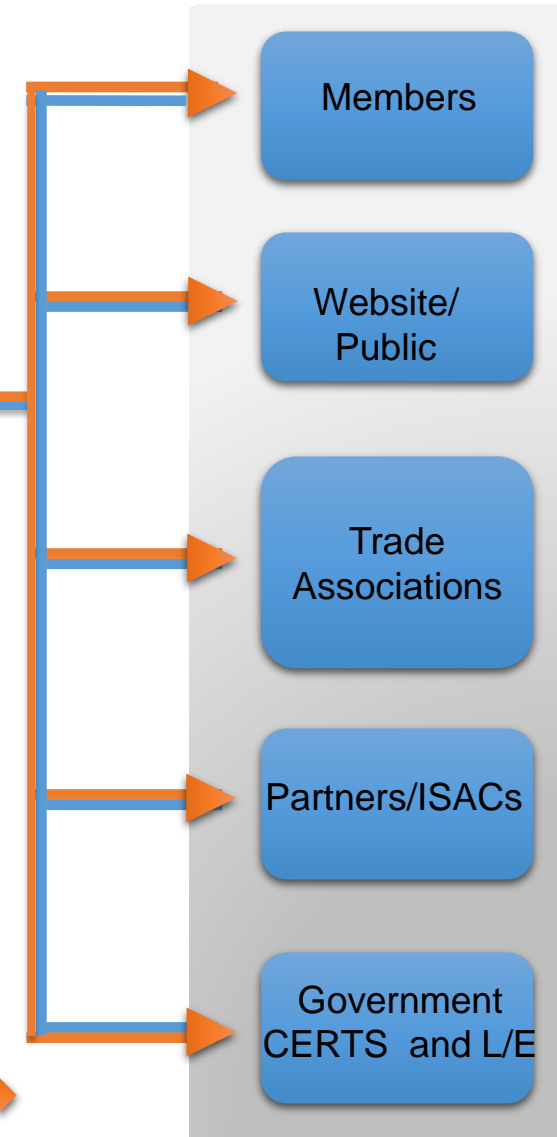 Members
Website/
Public
Trade
Associations
Partners/ISACs
Government
CERTS  and L/E